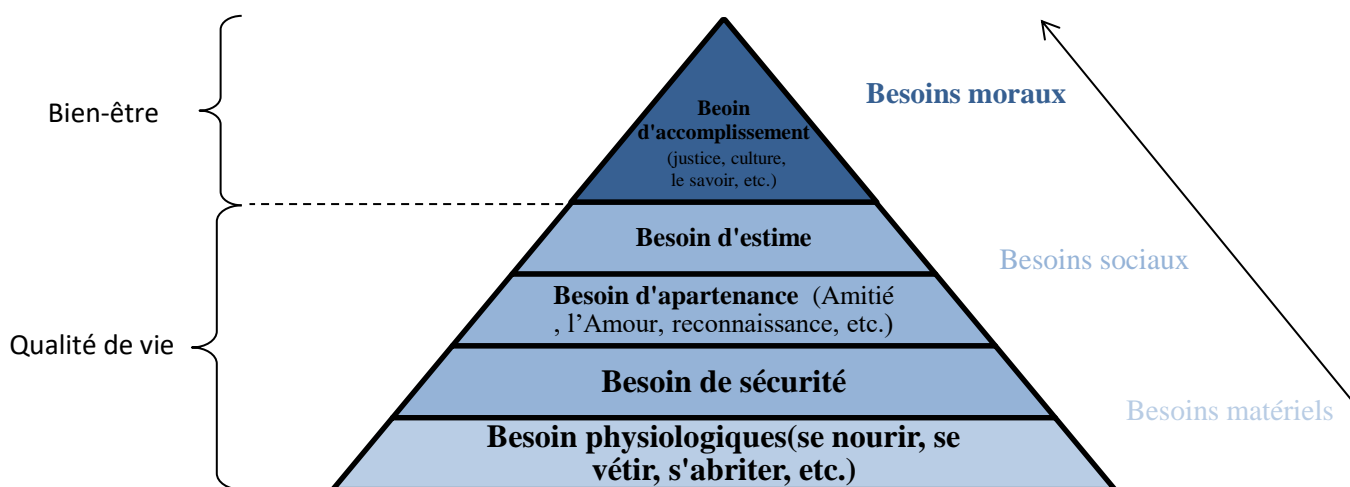 Bien-être
Qualité de vie
Beoin
d'accomplissement
(justice, culture,
le savoir, etc.)
Besoin d'estime
Besoin d'apartenance (Amitié
, l’Amour, reconnaissance, etc.)
Besoin de sécurité
Besoin physiologiques(se nourir, se
vétir, s'abriter, etc.)
Besoins moraux
Besoins sociaux
Besoins matériels